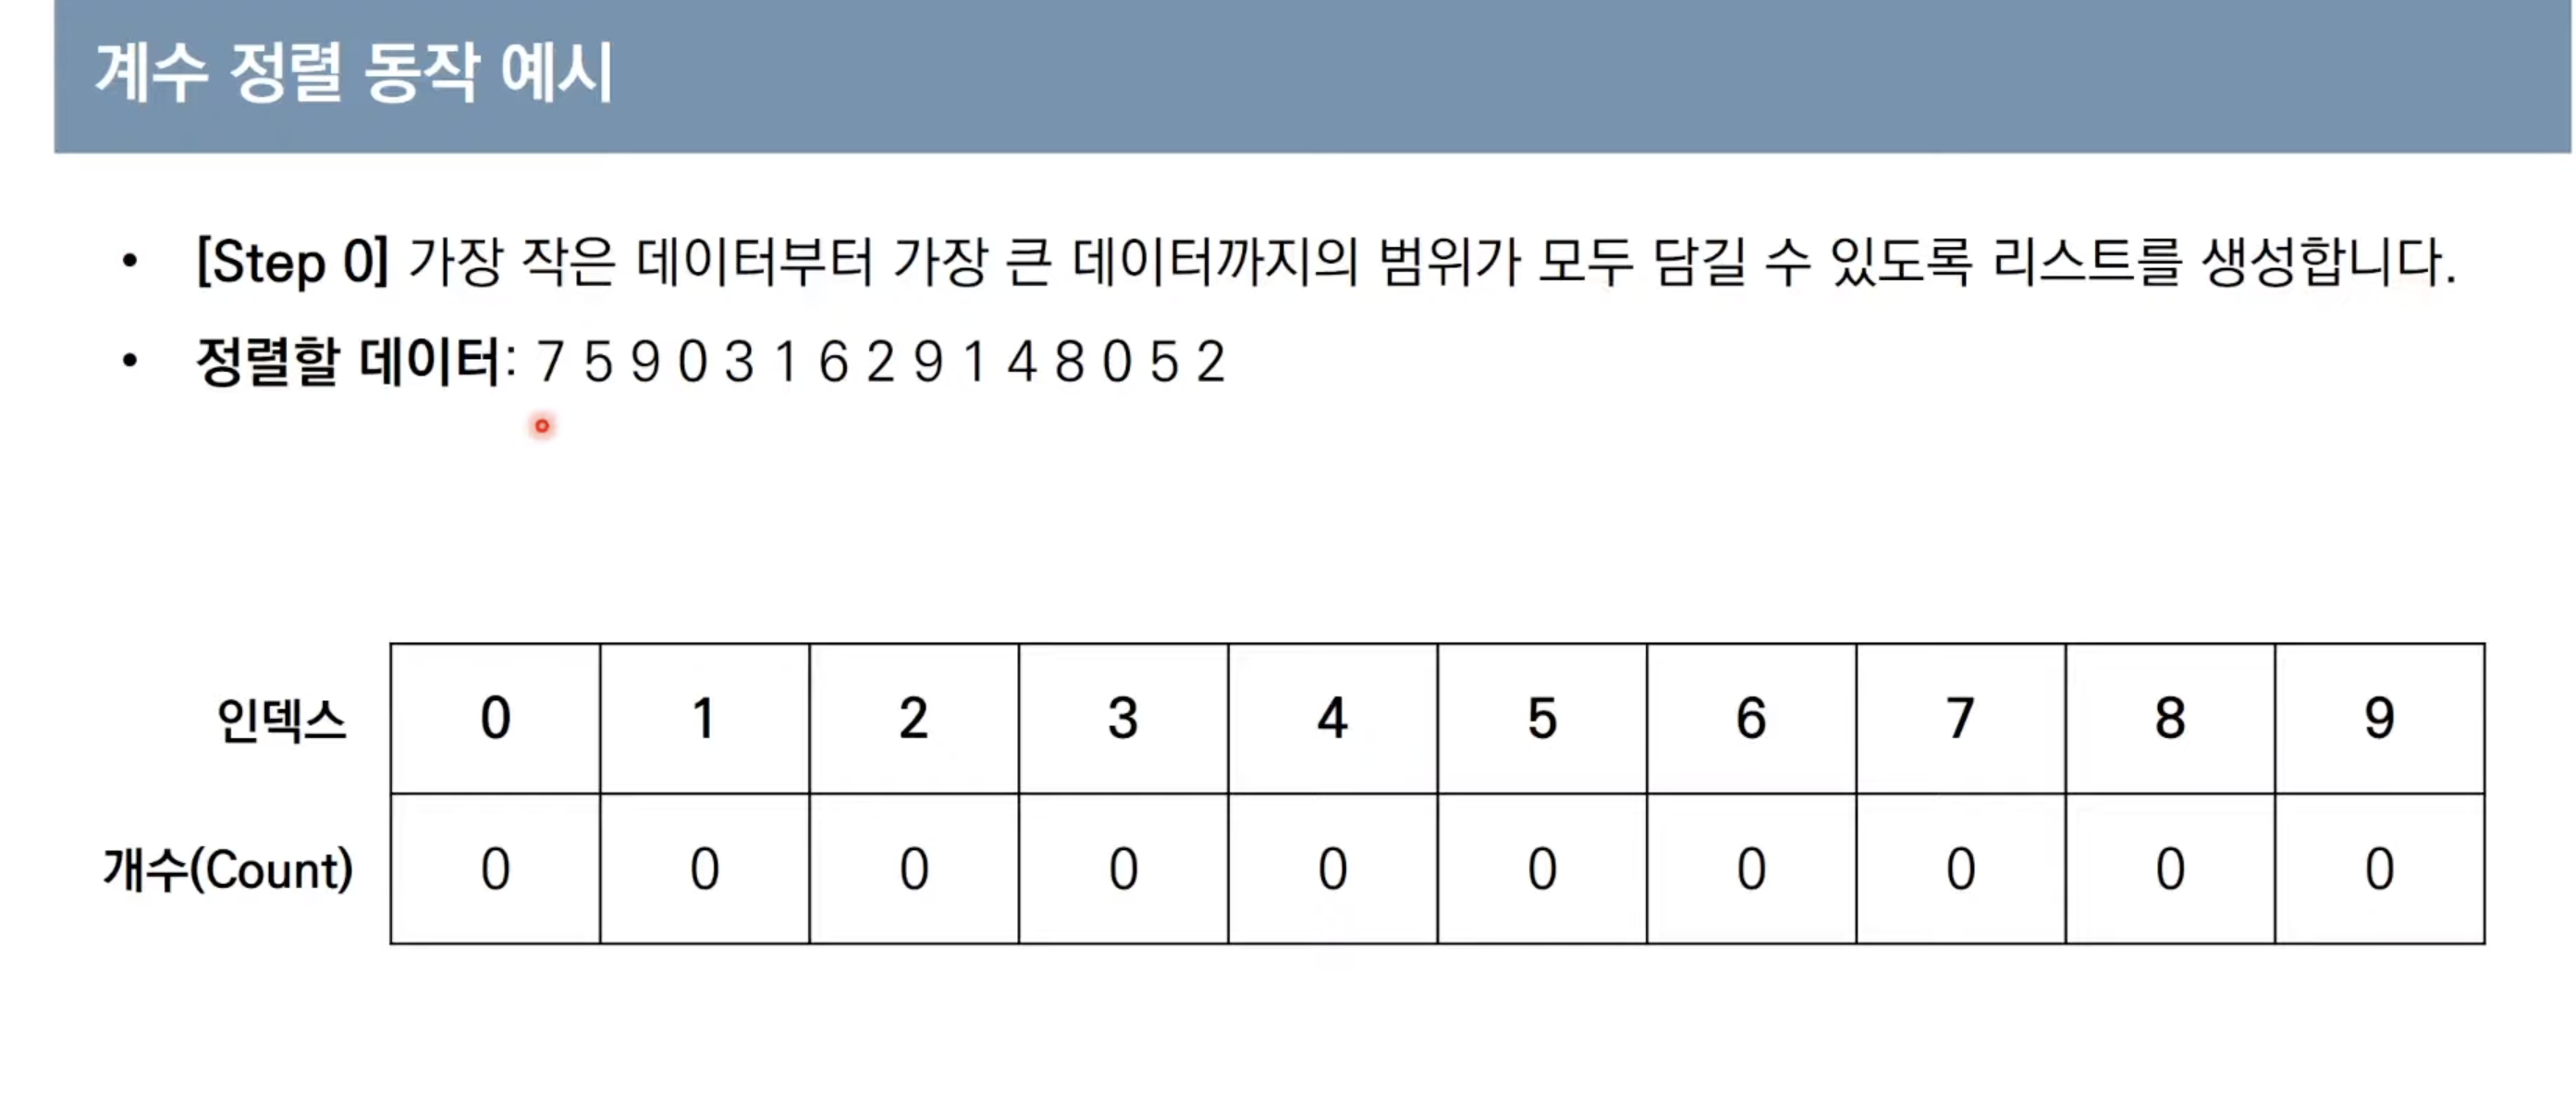 계수 정렬 동작 예시
• [Step 0] 가장 작은 데이터부터 가장 큰 데이터까지의 범위가 모두 담길 수 있도록 리스트를 생성합니다.
• 정렬할 데이터: 7 5 9 0 3 1 6 2 9 1 4 8 0 5 2
인덱스 0 1 2 3 4 5 6 7 8 9
개수(Count) 0 0 0 0 0 0 0 0 0 0